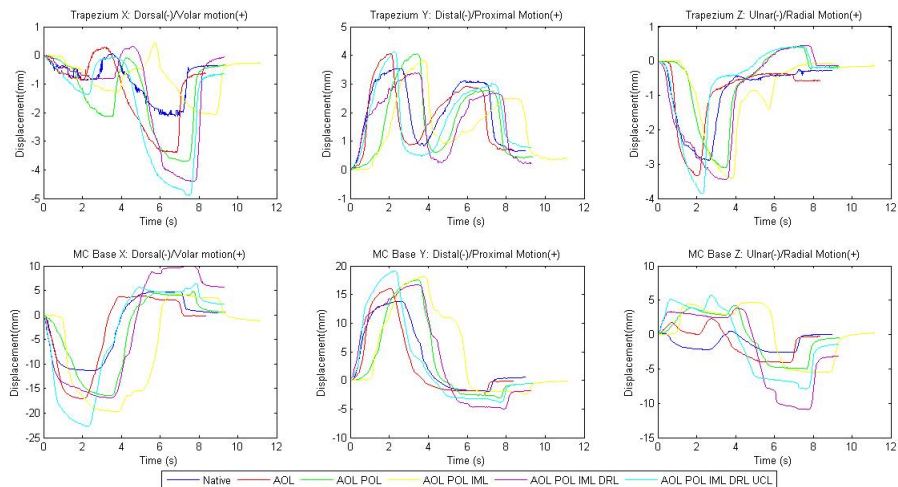 Trapezium X: Dorsal(-)/Volar motion(+)
Displacement(mm)
1
0
-1
-2
-3
-4
-5
0 2 4 6 8 10 12
Time (s)
Trapezium Y: Distal(-)/Proximal Motion(+)
Displacement(mm)
5
4
3
2
1
0
-1
0 2 4 6 8 10 12
Time (s)
Trapezium Z: Ulnar(-)/Radial Motion(+)
Displacement(mm)
1
0
-1
-2
-3
-4
0 2 4 6 8 10 12
Time (s)
MC Base X: Dorsal(-)/Volar motion(+)
Displacement(mm)
10
5
0
-5
-10
-15
-20
-25
0 2 4 6 8 10 12
Time (s)
MC Base Y: Distal(-)/Proximal Motion(+)
Displacement(mm)
20
15
10
5
0
-5
-10
0 2 4 6 8 10 12
Time (s)
MC Base Z: Ulnar(-)/Radial Motion(+)
Displacement(mm)
10
5
0
-5
-10
-15
0 2 4 6 8 10 12
Time (s)
Native AOL AOL POL AOL POL IML AOL POL IML DRL AOL POL IML DRL UCL